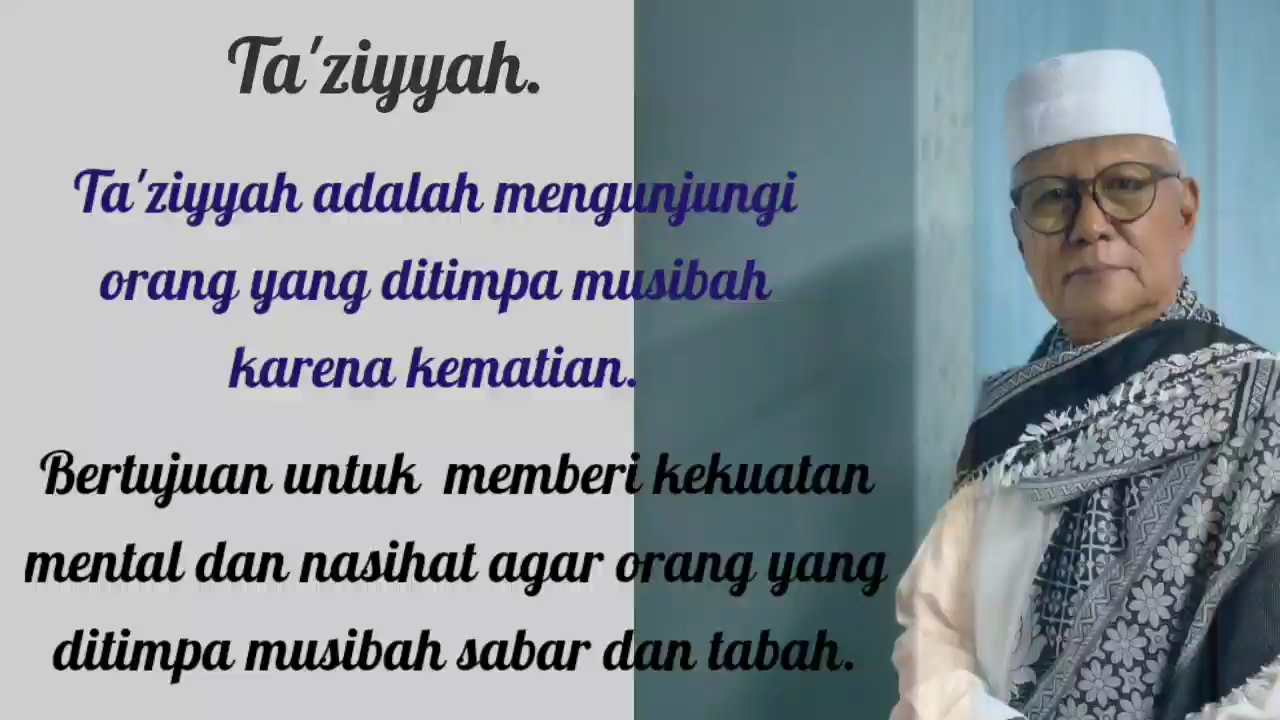 Ta'ziyyah.
Ta'ziyyah adalah mengunjungi
orang yang ditimpa musibah
karena kematian.
Bertujuan untuk memberi kekuatan
mental dan nasihat agar orang yang
ditimpa musibah sabar dan tabah.